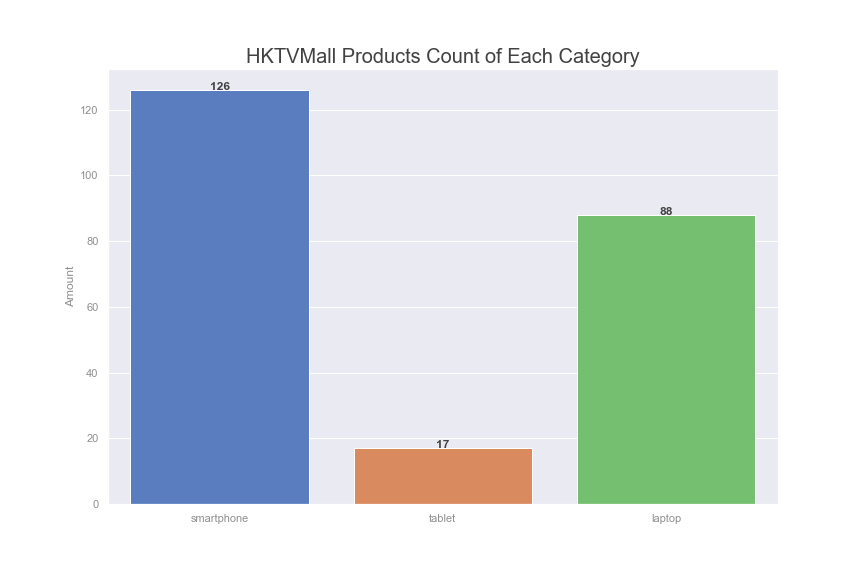 HKTVMall Products Count of Each Category
126
120
100
88
80
Amount
60
40
20
17
0
smartphone
tablet
laptop